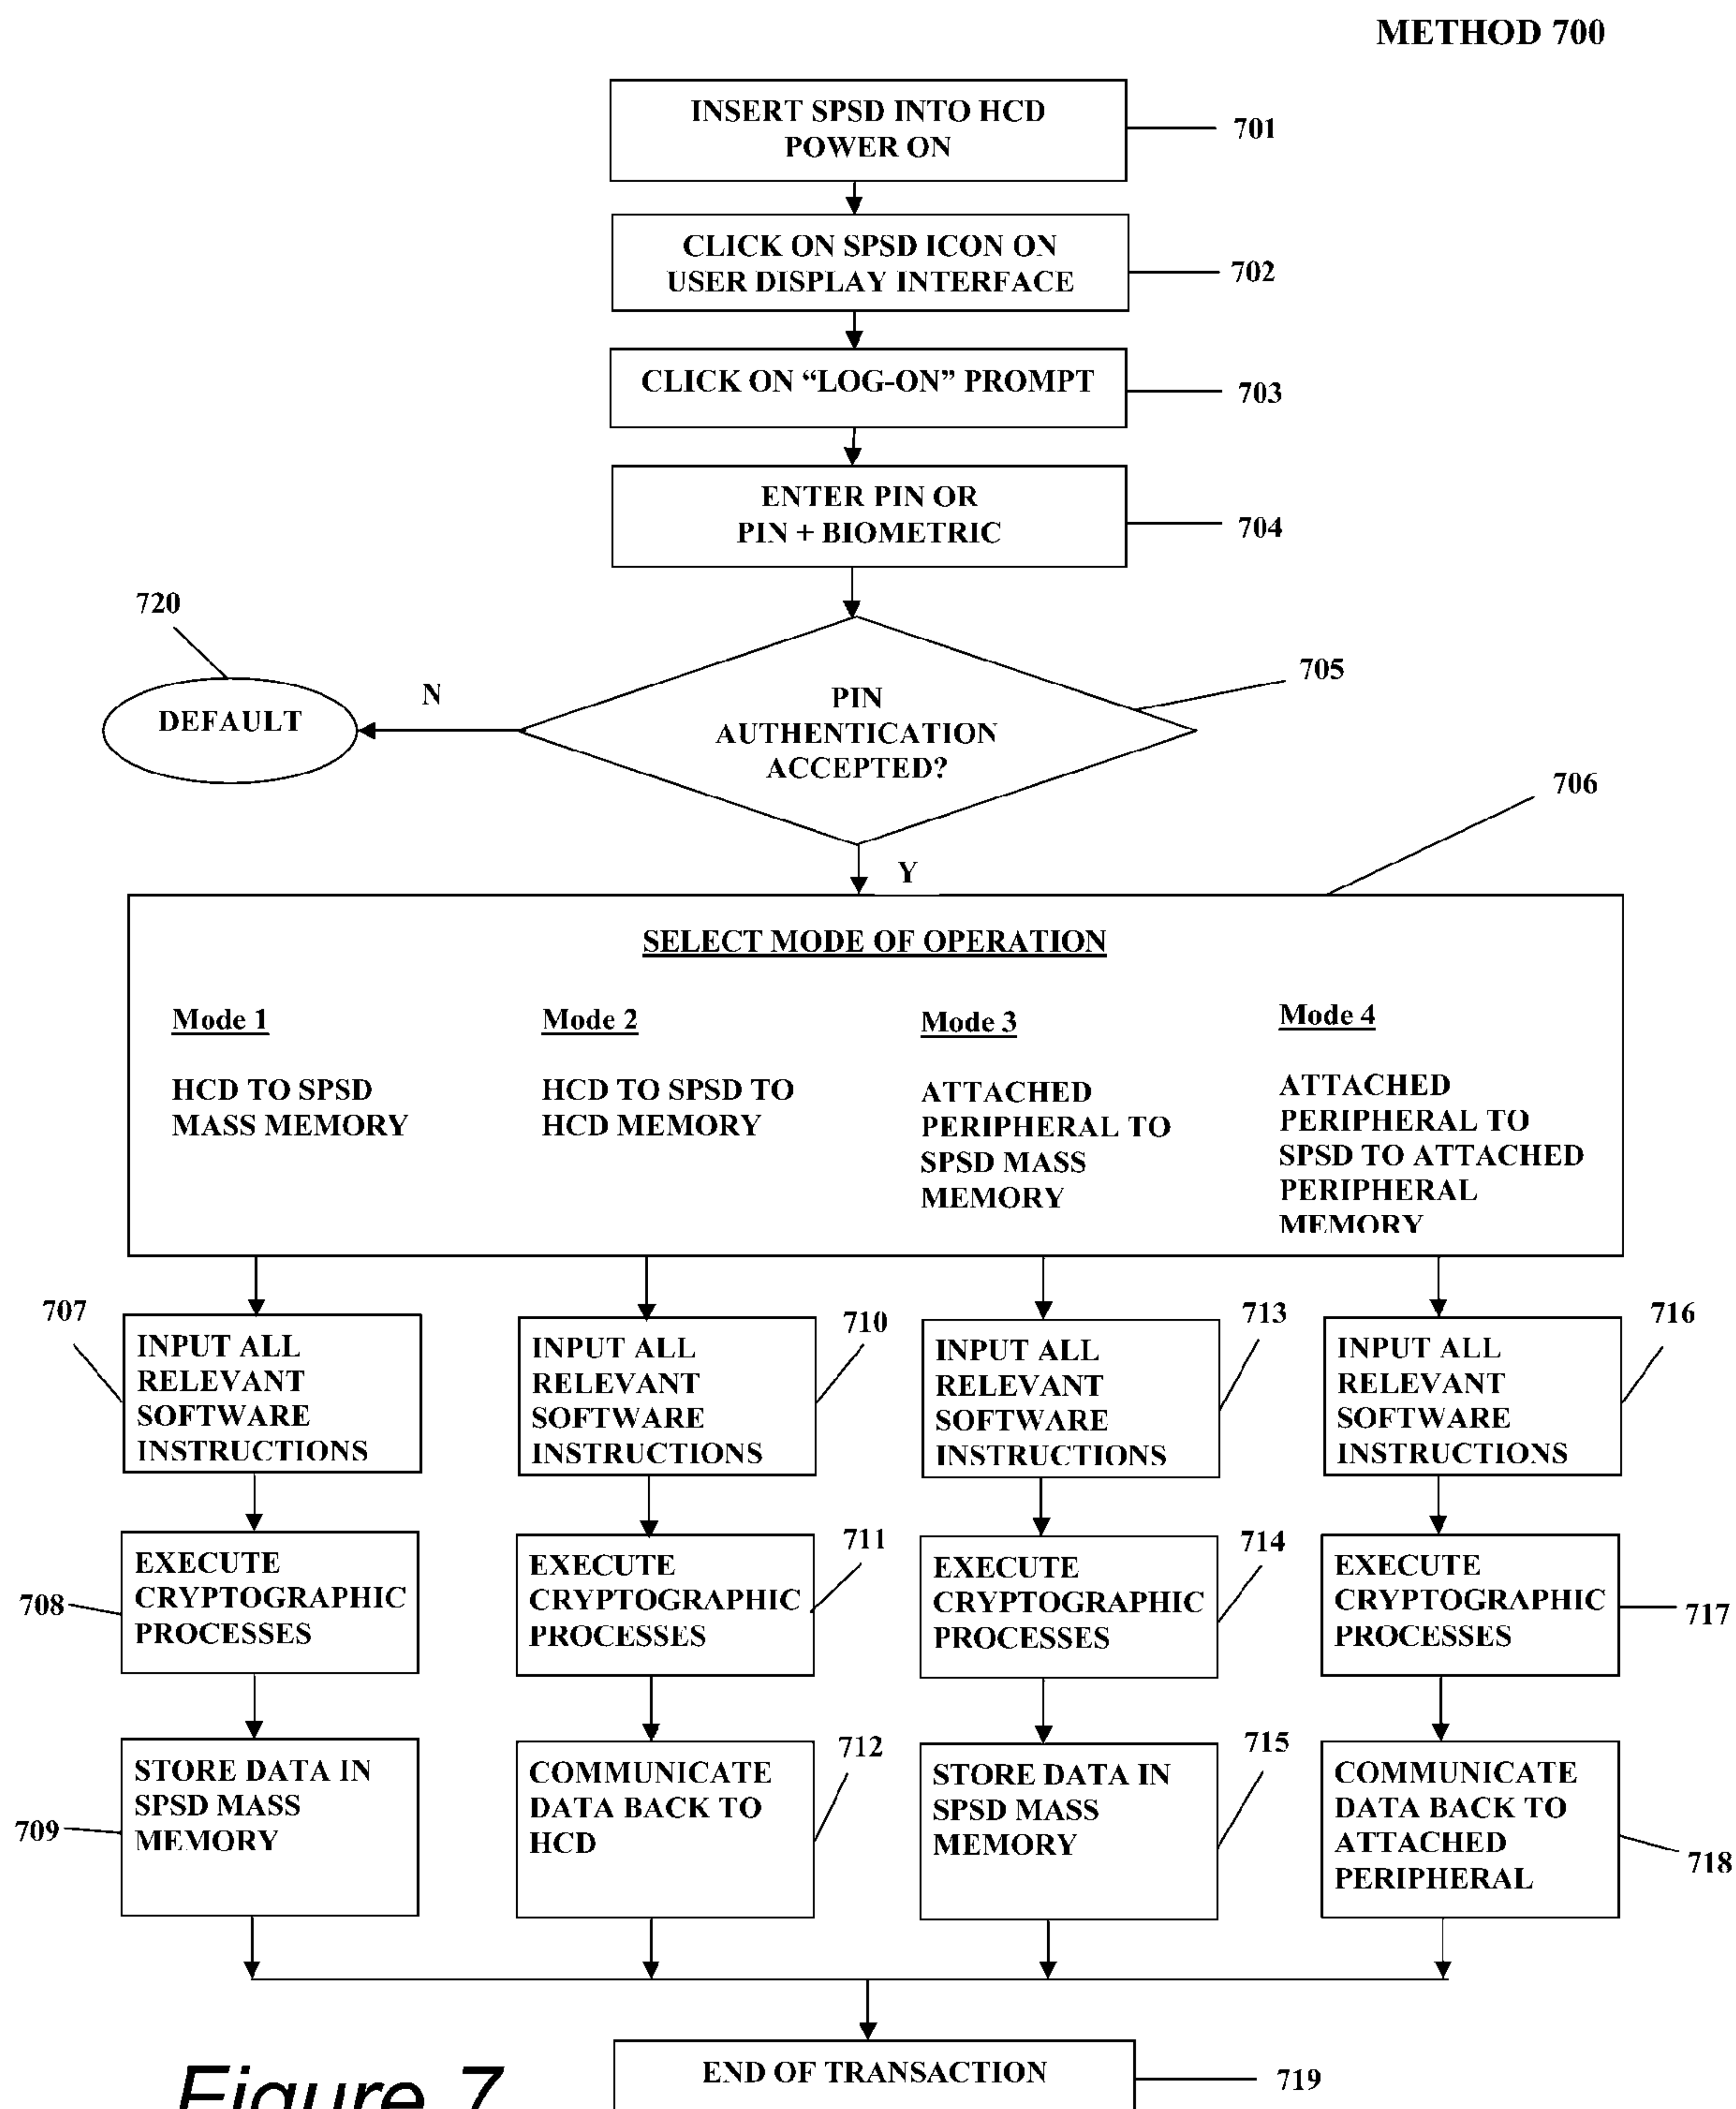 METHOD 700
INSERT SPSD INTO HCD
POWER ON
701
CLICK ON SPSD ICON ON
USER DISPLAY INTERFACE
702
CLICK ON “LOG-ON” PROMPT
703
ENTER PIN OR
PIN + BIOMETRIC
704
720
DEFAULT
N
PIN
AUTHENTICATION
ACCEPTED?
705
Y
706
SELECT MODE OF OPERATION
Mode 1
HCD TO SPSD
MASS MEMORY
Mode 2
HCD TO SPSD TO
HCD MEMORY
Mode 3
ATTACHED
PERIPHERAL TO
SPSD MASS
MEMORY
Mode 4
ATTACHED
PERIPHERAL TO
SPSD TO ATTACHED
PERIPHERAL
MEMORY
707
INPUT ALL
RELEVANT
SOFTWARE
INSTRUCTIONS
710
INPUT ALL
RELEVANT
SOFTWARE
INSTRUCTIONS
713
INPUT ALL
RELEVANT
SOFTWARE
INSTRUCTIONS
716
INPUT ALL
RELEVANT
SOFTWARE
INSTRUCTIONS
708
EXECUTE
CRYPTOGRAPHIC
PROCESSES
711
EXECUTE
CRYPTOGRAPHIC
PROCESSES
714
EXECUTE
CRYPTOGRAPHIC
PROCESSES
717
EXECUTE
CRYPTOGRAPHIC
PROCESSES
709
STORE DATA IN
SPSD MASS
MEMORY
712
COMMUNICATE
DATA BACK TO
HCD
715
STORE DATA IN
SPSD MASS
MEMORY
718
COMMUNICATE
DATA BACK TO
ATTACHED
PERIPHERAL
END OF TRANSACTION
719
Figure 7